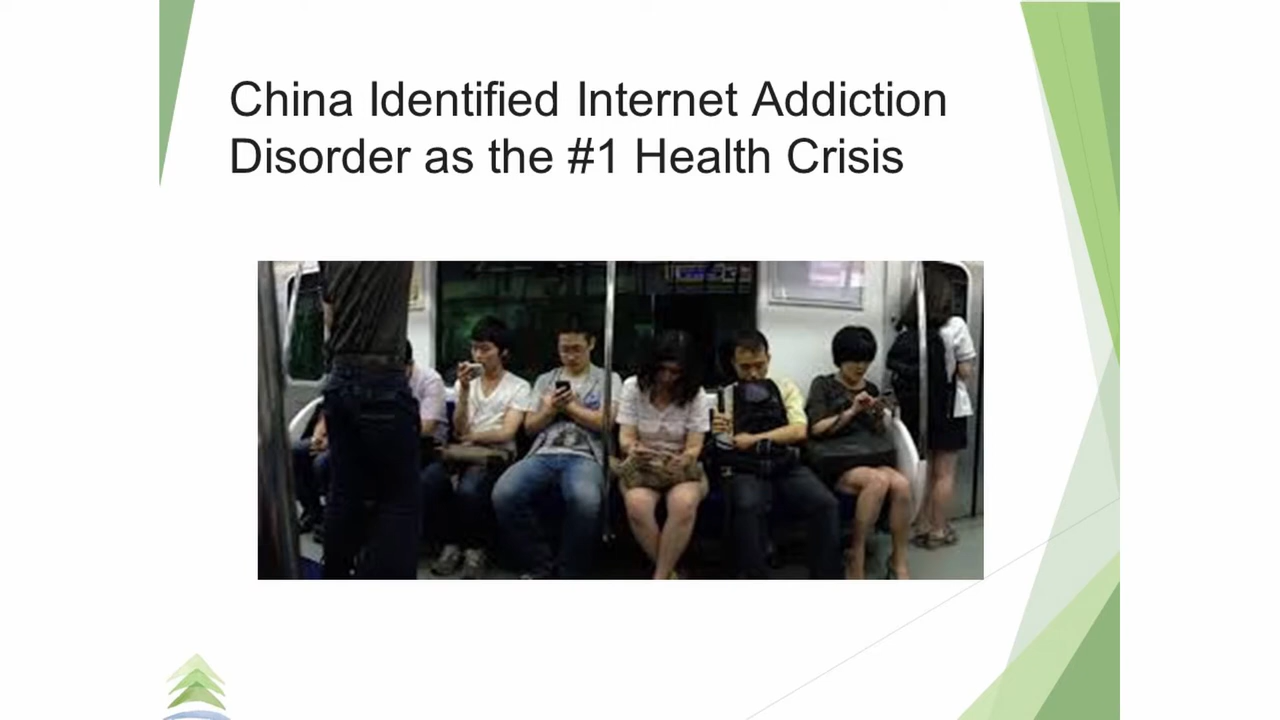 China Identified Internet Addiction
Disorder as the #1 Health Crisis